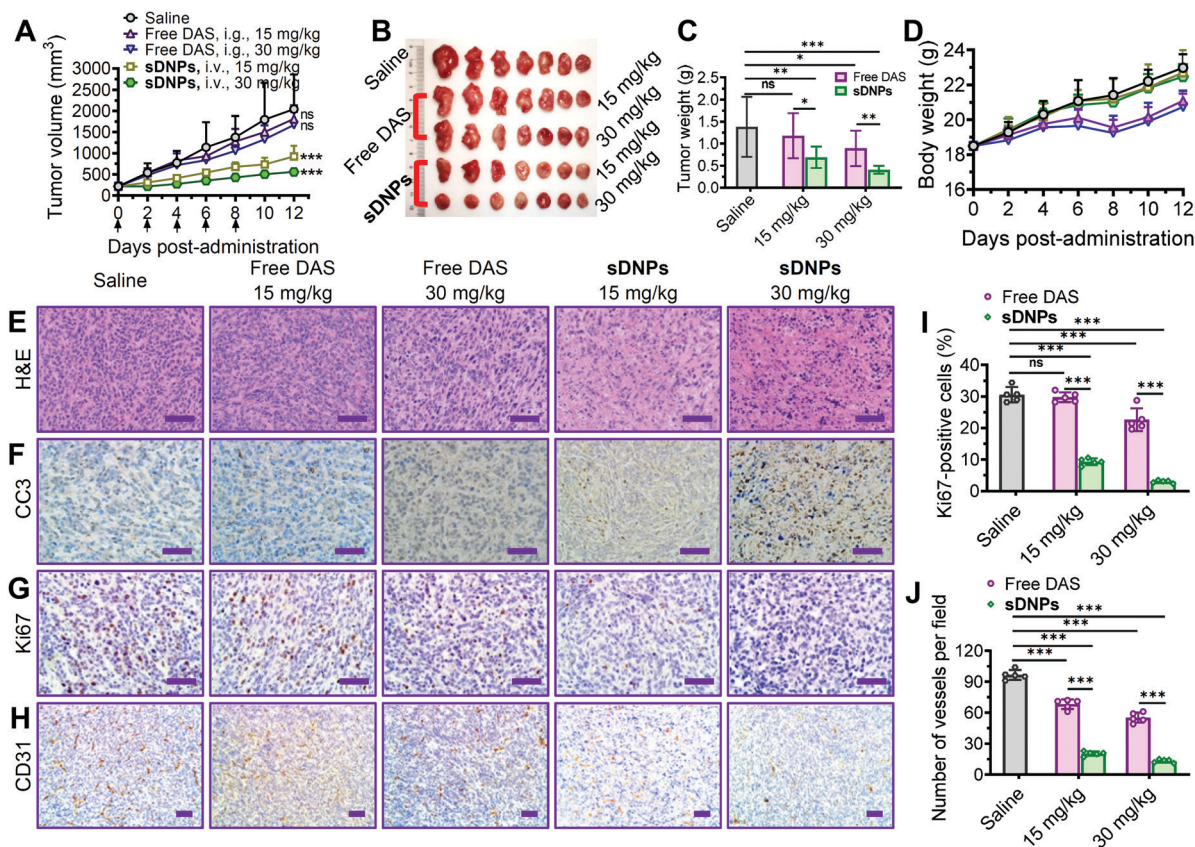 A
Saline
Free DAS, i.g., 15 mg/kg
Free DAS, i.g., 30 mg/kg
sDNPs, i.v., 15 mg/kg
sDNPs, i.v., 30 mg/kg
Tumor volume (mm³)
3000
2500
2000
1500
1000
500
0
ns
ns
***
***
0 2 4 6 8 10 12
Days post-administration
B
Saline
Free DAS
sDNPs
15 mg/kg
30 mg/kg
15 mg/kg
30 mg/kg
C
Free DAS
sDNPs
Tumor weight (g)
2.5
2.0
1.5
1.0
0.5
0.0
***
*
**
ns
*
**
Saline
15 mg/kg
30 mg/kg
D
Body weight (g)
24
22
20
18
16
0 2 4 6 8 10 12
Days post-administration
Saline
Free DAS
15 mg/kg
Free DAS
30 mg/kg
sDNPs
15 mg/kg
sDNPs
30 mg/kg
E
H&E
F
CC3
G
Ki67
H
CD31
I
Free DAS
sDNPs
Ki67-positive cells (%)
40
30
20
10
0
***
***
***
ns
***
***
Saline
15 mg/kg
30 mg/kg
J
Free DAS
sDNPs
Number of vessels per field
120
90
60
30
0
***
***
***
***
***
***
Saline
15 mg/kg
30 mg/kg